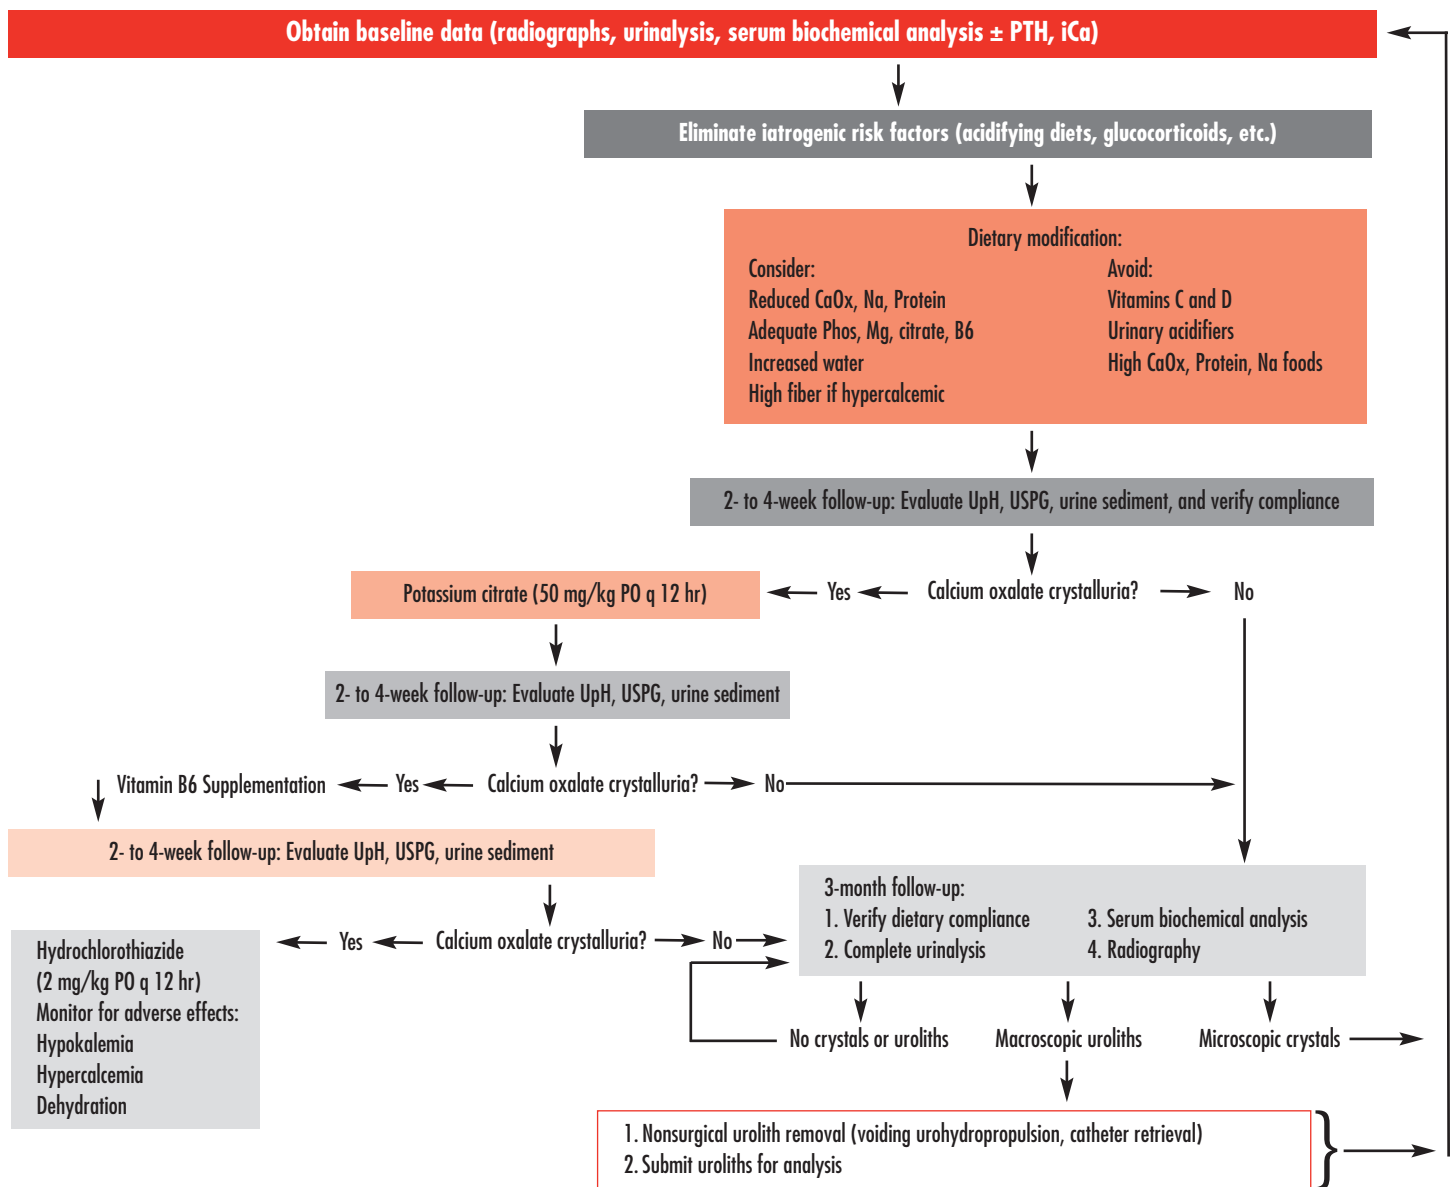 Obtain baseline data (radiographs, urinalysis, serum biochemical analysis ± PTH, iCa)
Eliminate iatrogenic risk factors (acidifying diets, glucocorticoids, etc.)
Dietary modification:
Consider:
Reduced CaOx, Na, Protein
Adequate Phos, Mg, citrate, B6
Increased water
High fiber if hypercalcemic
Avoid:
Vitamins C and D
Urinary acidifiers
High CaOx, Protein, Na foods
2- to 4-week follow-up: Evaluate UpH, USPG, urine sediment, and verify compliance
Potassium citrate (50 mg/kg PO q 12 hr)
Yes
Calcium oxalate crystalluria?
No
2- to 4-week follow-up: Evaluate UpH, USPG, urine sediment
Vitamin B6 Supplementation
Yes
Calcium oxalate crystalluria?
No
2- to 4-week follow-up: Evaluate UpH, USPG, urine sediment
Hydrochlorothiazide
(2 mg/kg PO q 12 hr)
Monitor for adverse effects:
Hypokalemia
Hypercalcemia
Dehydration
Yes
Calcium oxalate crystalluria?
No
3-month follow-up:
1. Verify dietary compliance
2. Complete urinalysis
3. Serum biochemical analysis
4. Radiography
No crystals or uroliths
Macroscopic uroliths
Microscopic crystals
1. Nonsurgical urolith removal (voiding urohydropropulsion, catheter retrieval)
2. Submit uroliths for analysis